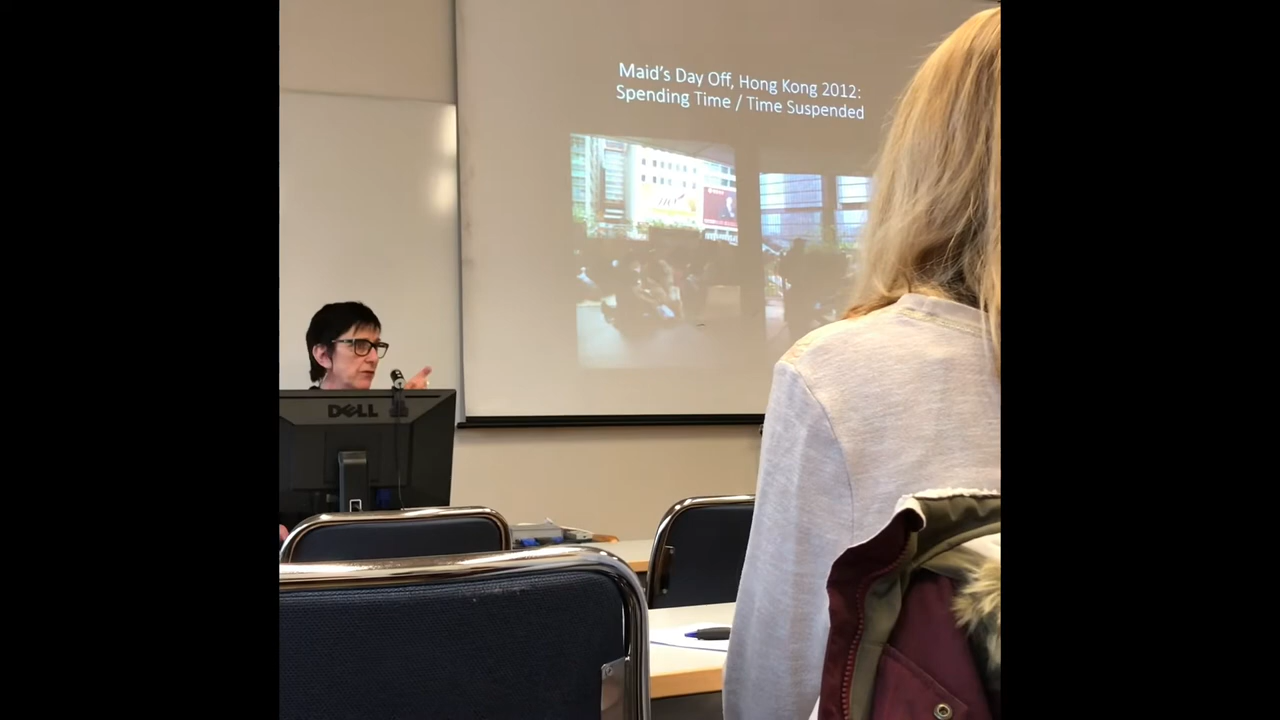 Maid's Day Off, Hong Kong 2012:
Spending Time / Time Suspended
DELL